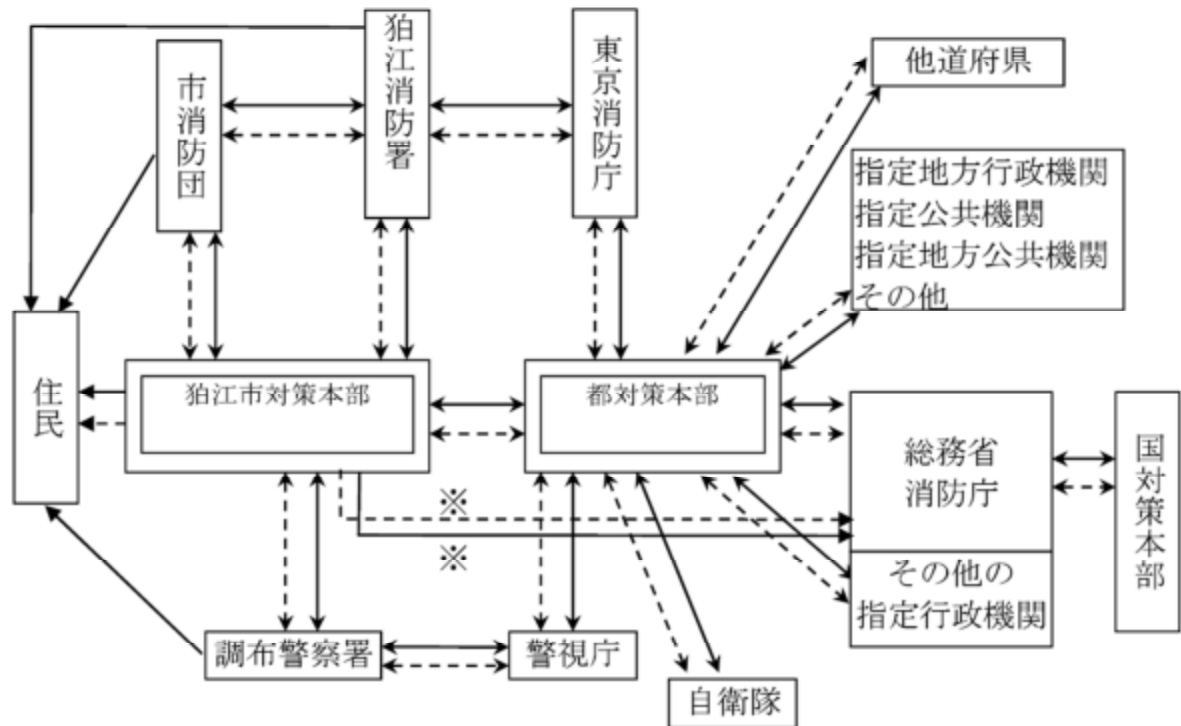 狛江消防署
東京消防庁
市消防団
他道府県
指定地方行政機関
指定公共機関
指定地方公共機関
その他
住民
狛江市対策本部
都対策本部
総務省
消防庁
国対策本部
※
※
その他の
指定行政機関
調布警察署
警視庁
自衛隊